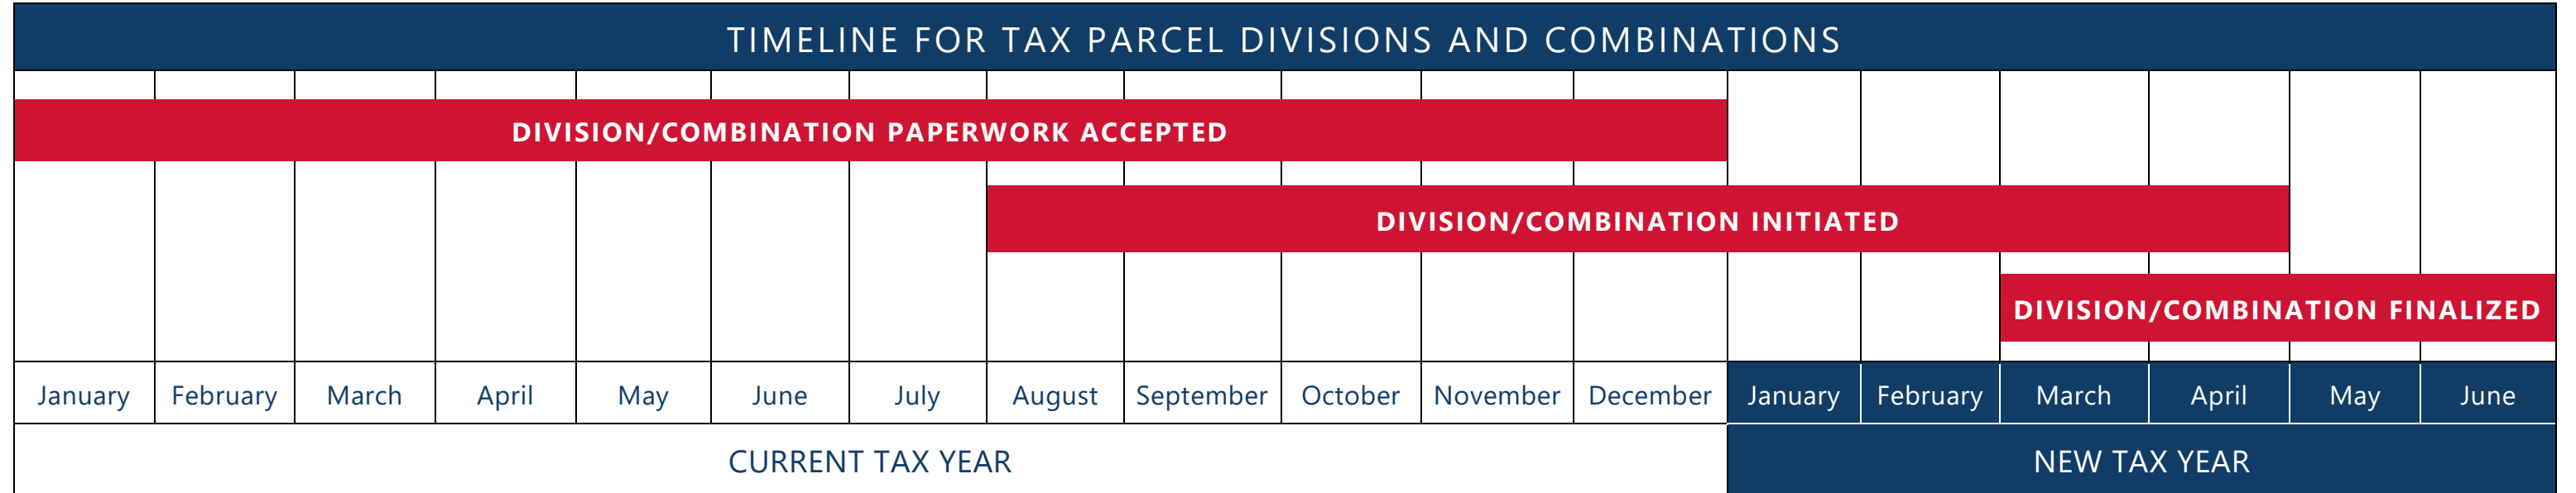 TIMELINE FOR TAX PARCEL DIVISIONS AND COMBINATIONS
DIVISION/COMBINATION PAPERWORK ACCEPTED
DIVISION/COMBINATION INITIATED
DIVISION/COMBINATION FINALIZED
January February March April May June July August September October November December January February March April May June
CURRENT TAX YEAR NEW TAX YEAR